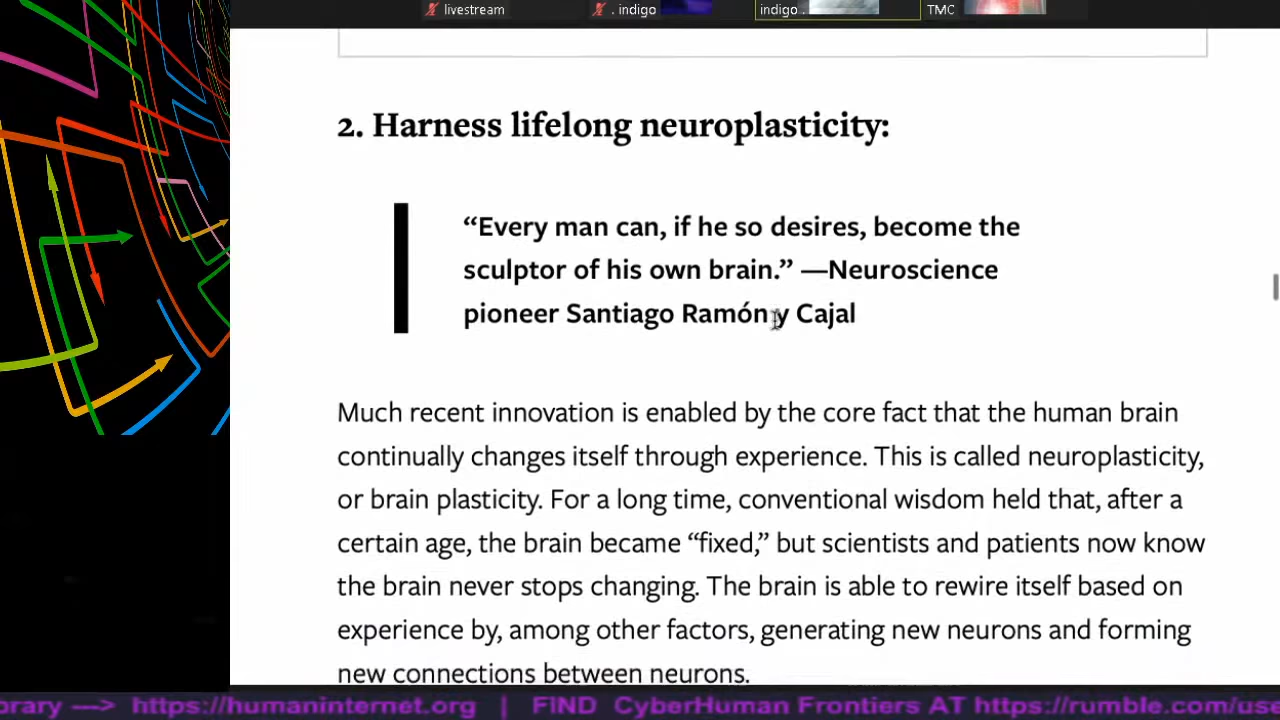 livestream
. indigo
indigo .
TMC
2. Harness lifelong neuroplasticity:
“Every man can, if he so desires, become the
sculptor of his own brain.” —Neuroscience
pioneer Santiago Ramón y Cajal
Much recent innovation is enabled by the core fact that the human brain
continually changes itself through experience. This is called neuroplasticity,
or brain plasticity. For a long time, conventional wisdom held that, after a
certain age, the brain became “fixed,” but scientists and patients now know
the brain never stops changing. The brain is able to rewire itself based on
experience by, among other factors, generating new neurons and forming
new connections between neurons.
brary ---> https://humaninternet.org | FIND CyberHuman Frontiers AT https://rumble.com/use